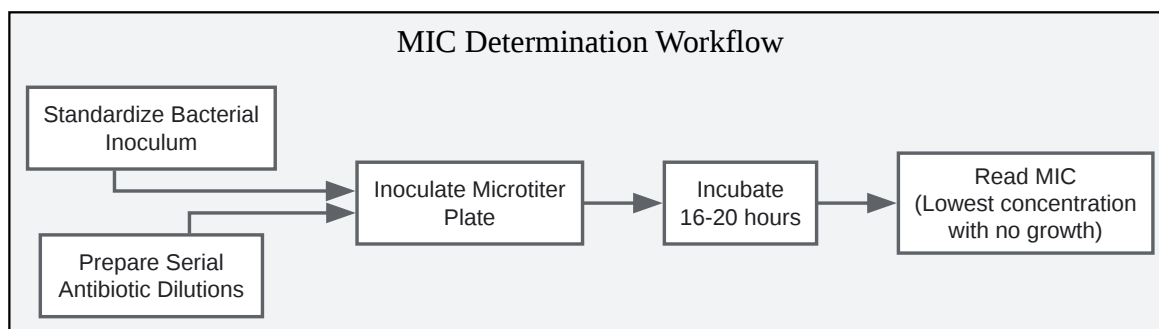 MIC Determination Workflow
Standardize Bacterial
Inoculum
Prepare Serial
Antibiotic Dilutions
Inoculate Microtiter
Plate
Incubate
16-20 hours
Read MIC
(Lowest concentration
with no growth)